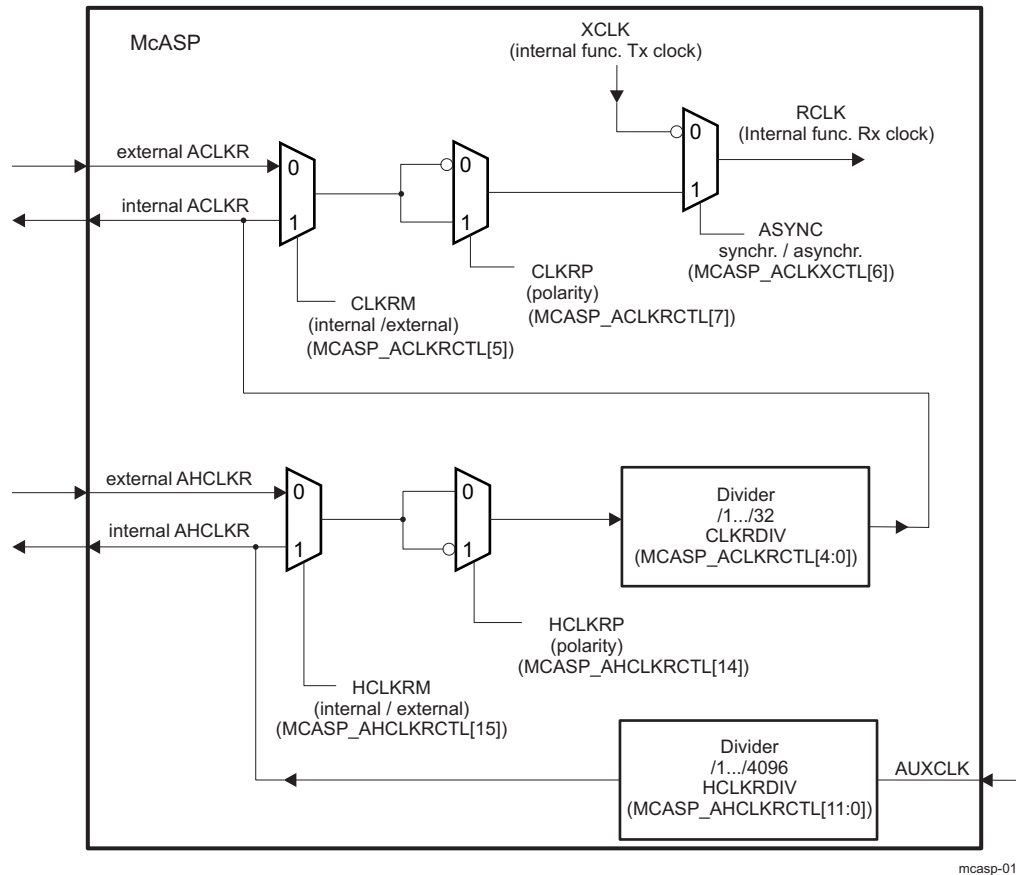 McASP
XCLK
(internal func. Tx clock)
RCLK
(Internal func. Rx clock)
external ACLKR
0
0
0
internal ACLKR
1
1
1
ASYNC
synchr. / asynchr.
(MCASP_ACLKXCTL[6])
CLKRP
(polarity)
(MCASP_ACLKRCTL[7])
CLKRM
(internal /external)
(MCASP_ACLKRCTL[5])
external AHCLKR
0
0
internal AHCLKR
1
1
Divider
/1.../32
CLKRDIV
(MCASP_ACLKRCTL[4:0])
HCLKRP
(polarity)
(MCASP_AHCLKRCTL[14])
HCLKRM
(internal / external)
(MCASP_AHCLKRCTL[15])
Divider
/1.../4096
HCLKRDIV
(MCASP_AHCLKRCTL[11:0])
AUXCLK
mcasp-01